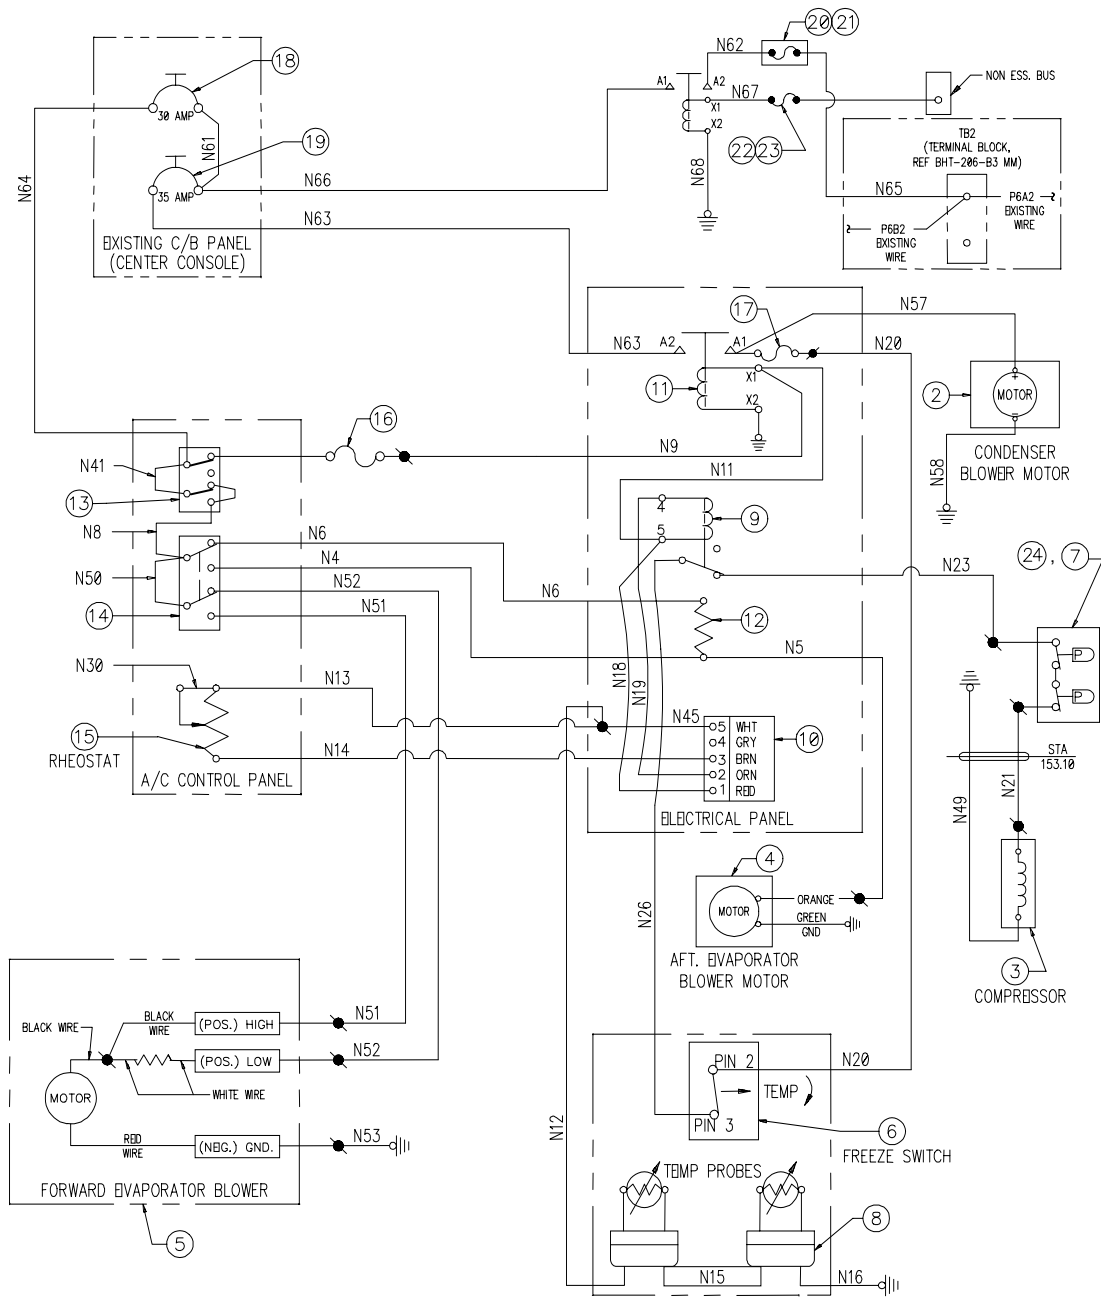 20 21
N62
18
A1
A2
N67
NON ESS. BUS
X1
30 AMP
X2
TB2
(TERMINAL BLOCK,
REF BHT-206-B3 MM)
N61
19
22 23
N64
N66
N68
N65
35 AMP
P6A2
EXISTING
WIRE
N63
P6B2
EXISTING
WIRE
EXISTING C/B PANEL
(CENTER CONSOLE)
17
N57
N63
A2
A1
N20
X1
11
2
MOTOR
+
−
X2
16
N9
CONDENSER
BLOWER MOTOR
N41
N11
N58
13
4
9
N8
N6
5
N4
24 , 7
N50
N52
N23
N6
N51
14
12
P
N5
N30
N18
N19
N13
P
N45
15
RHEOSTAT
5 WHT
4 GRY
3 BRN
2 ORN
1 RED
10
N14
STA
153.10
A/C CONTROL PANEL
N21
N49
ELECTRICAL PANEL
4
ORANGE
MOTOR
GREEN
GND
N26
AFT. EVAPORATOR
BLOWER MOTOR
3
COMPRESSOR
BLACK
WIRE
(POS.) HIGH
N51
BLACK WIRE
(POS.) LOW
N52
PIN 2
N20
MOTOR
WHITE WIRE
TEMP
N12
PIN 3
RED
WIRE
(NEG.) GND.
N53
6
FREEZE SWITCH
TEMP PROBES
FORWARD EVAPORATOR BLOWER
8
5
N15
N16